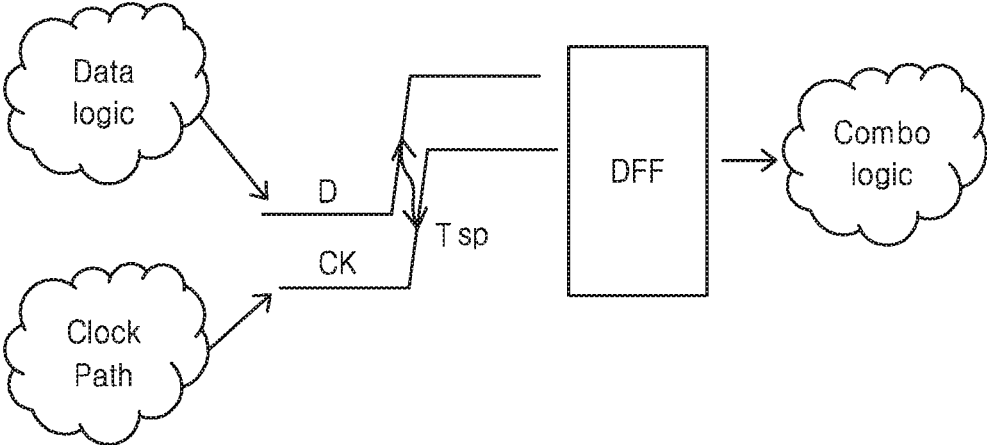 Data
logic
D
T sp
CK
Clock
Path
DFF
Combo
logic